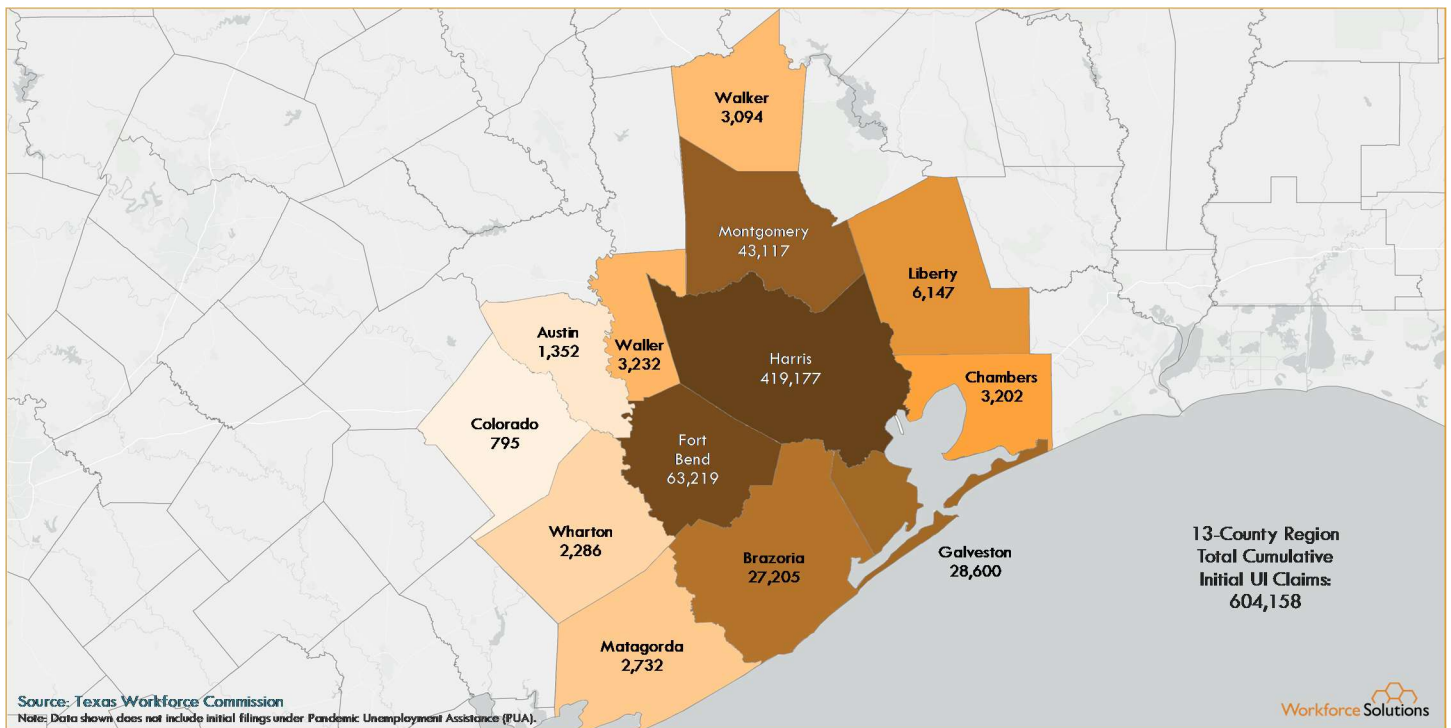 Walker
3,094
Montgomery
43,117
Liberty
6,147
Austin
1,352
Waller
3,232
Harris
419,177
Chambers
3,202
Colorado
795
Fort
Bend
63,219
Wharton
2,286
Brazoria
27,205
Galveston
28,600
Matagorda
2,732
13-County Region
Total Cumulative
Initial UI Claims:
604,158
Source: Texas Workforce Commission
Note: Data shown does not include initial filings under Pandemic Unemployment Assistance (PUA).
Workforce Solutions